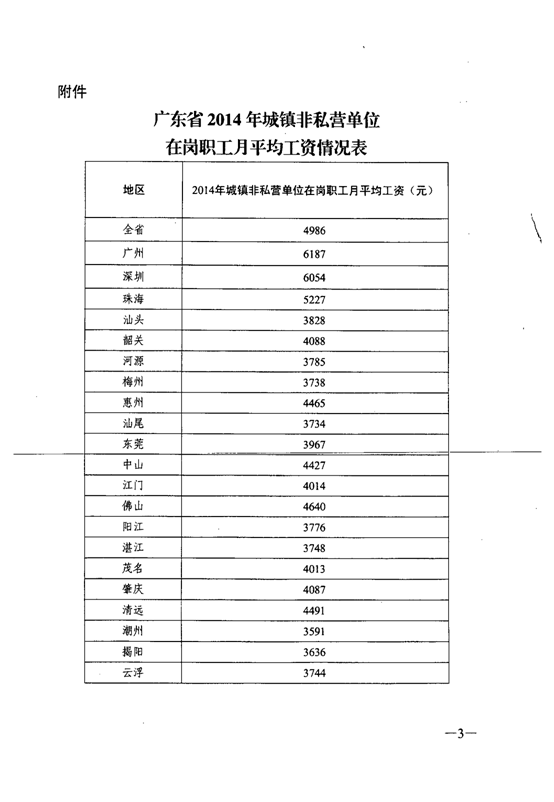 附件
广东省 2014 年城镇非私营单位
在岗职工月平均工资情况表
地区 2014年城镇非私营单位在岗职工月平均工资（元）
全省 4986
广州 6187
深圳 6054
珠海 5227
汕头 3828
韶关 4088
河源 3785
梅州 3738
惠州 4465
汕尾 3734
东莞 3967
中山 4427
江门 4014
佛山 4640
阳江 3776
湛江 3748
茂名 4013
肇庆 4087
清远 4491
潮州 3591
揭阳 3636
云浮 3744
—3—